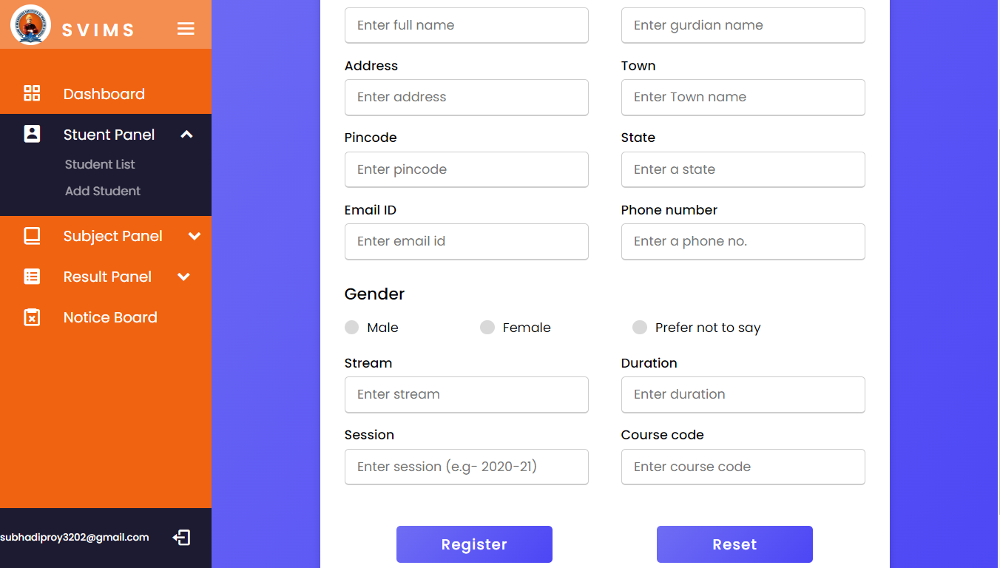 SVIMS
Dashboard
Stuent Panel
Student List
Add Student
Subject Panel
Result Panel
Notice Board
subhadiproy3202@gmail.com
Enter full name
Enter gurdian name
Address
Town
Enter address
Enter Town name
Pincode
State
Enter pincode
Enter a state
Email ID
Phone number
Enter email id
Enter a phone no.
Gender
Male
Female
Prefer not to say
Stream
Duration
Enter stream
Enter duration
Session
Course code
Enter session (e.g- 2020-21)
Enter course code
Register
Reset